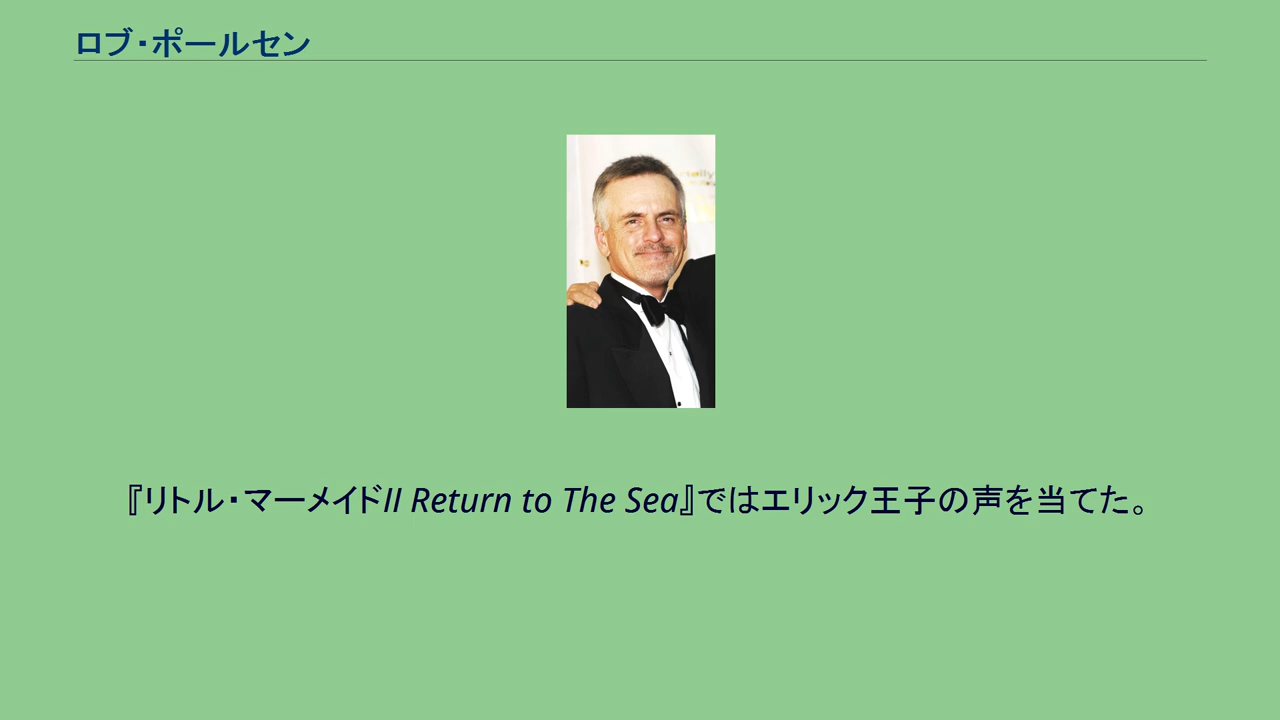 ロブ・ポールセン
『リトル・マーメイドII Return to The Sea』ではエリック王子の声を当てた。